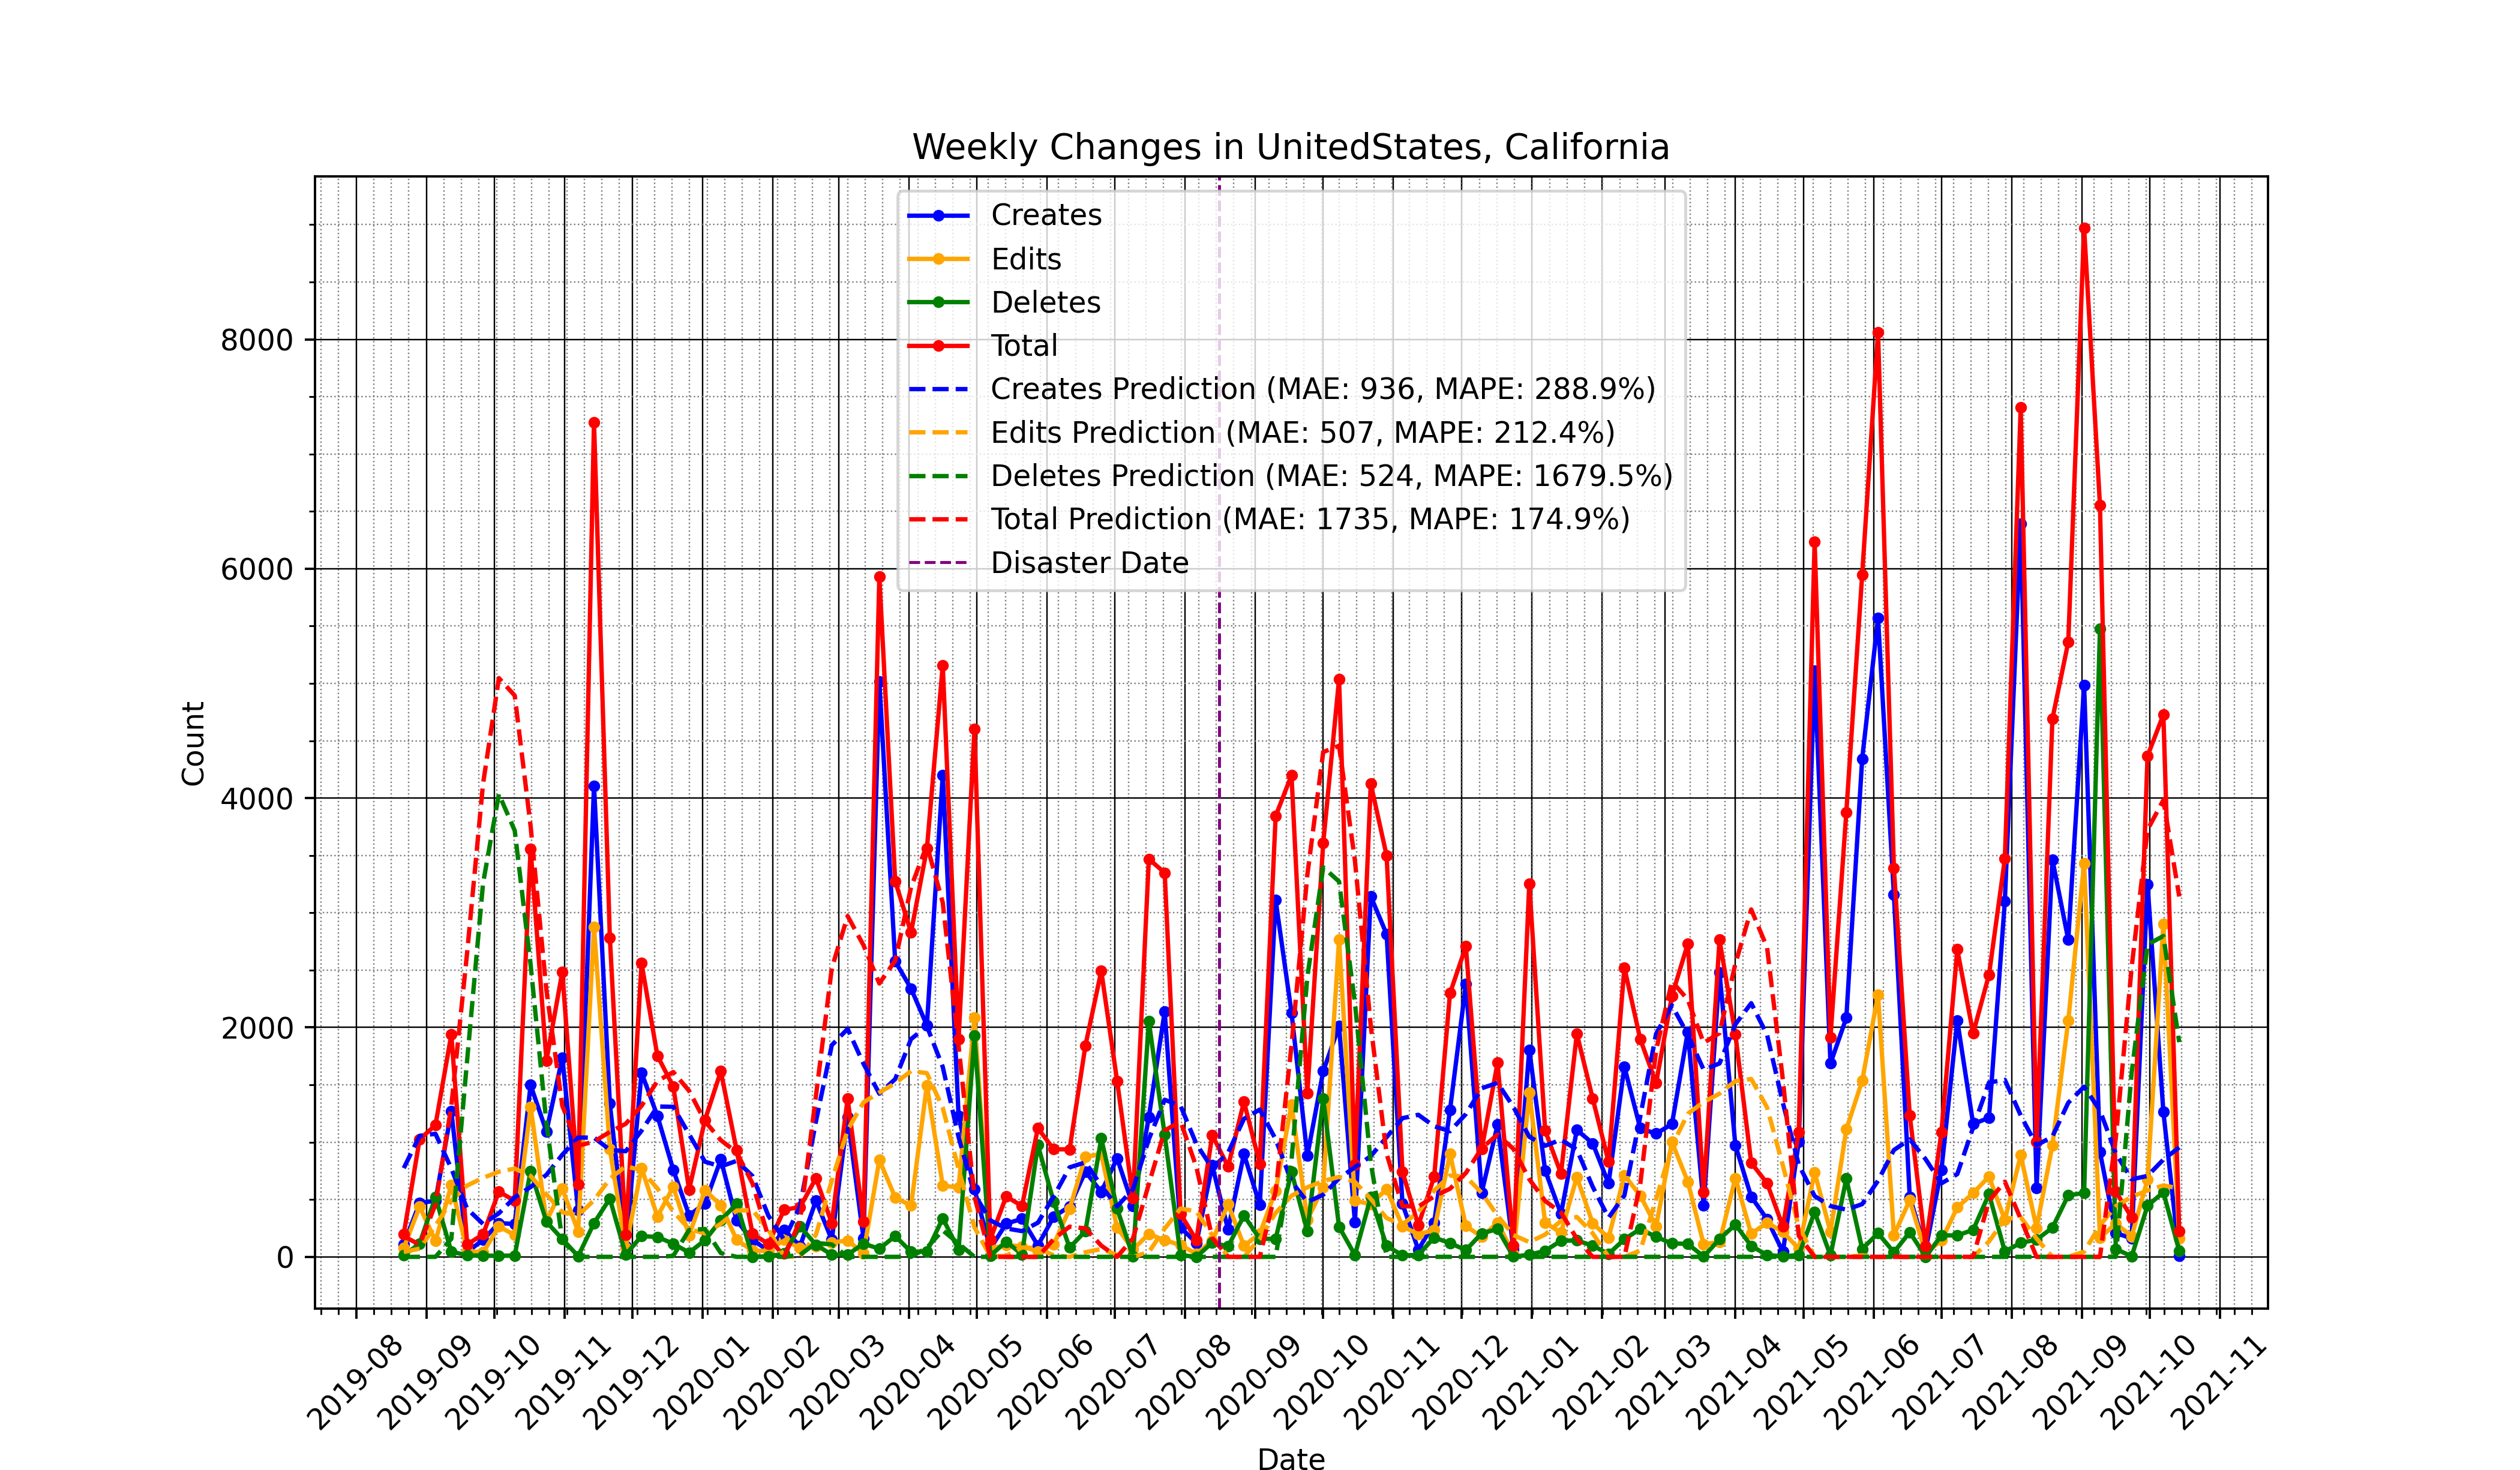 Weekly Changes in UnitedStates, California
Creates
Edits
Deletes
Total
Creates Prediction (MAE: 936, MAPE: 288.9%)
Edits Prediction (MAE: 507, MAPE: 212.4%)
Deletes Prediction (MAE: 524, MAPE: 1679.5%)
Total Prediction (MAE: 1735, MAPE: 174.9%)
Disaster Date
8000
6000
4000
2000
0
Count
2019-08
2019-09
2019-10
2019-11
2019-12
2020-01
2020-02
2020-03
2020-04
2020-05
2020-06
2020-07
2020-08
2020-09
2020-10
2020-11
2020-12
2021-01
2021-02
2021-03
2021-04
2021-05
2021-06
2021-07
2021-08
2021-09
2021-10
2021-11
Date